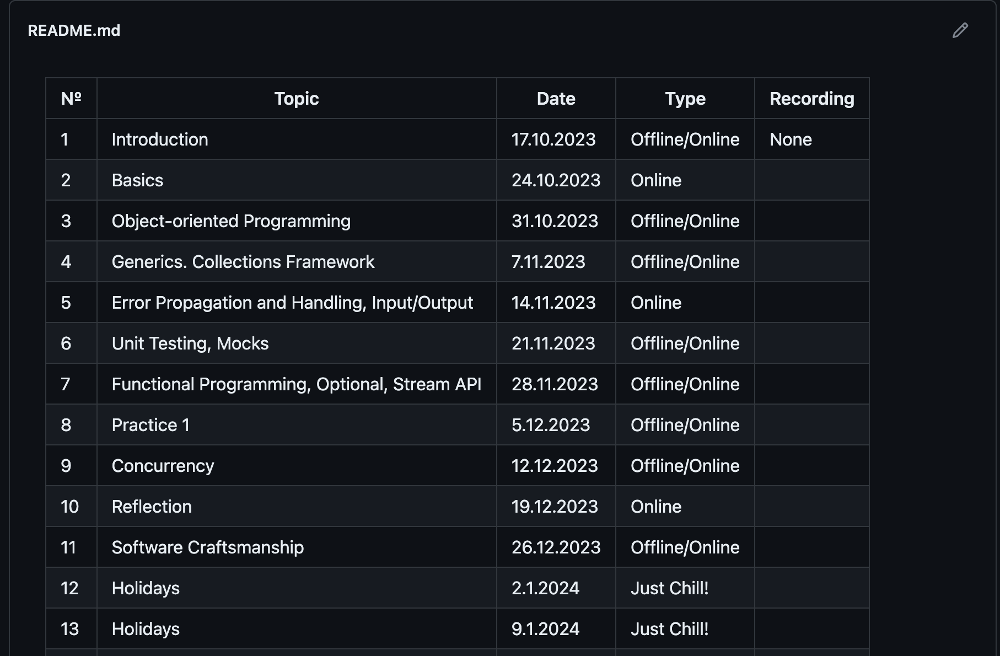 README.md
Nº Topic Date Type Recording
1 Introduction 17.10.2023 Offline/Online None
2 Basics 24.10.2023 Online
3 Object-oriented Programming 31.10.2023 Offline/Online
4 Generics. Collections Framework 7.11.2023 Offline/Online
5 Error Propagation and Handling, Input/Output 14.11.2023 Online
6 Unit Testing, Mocks 21.11.2023 Offline/Online
7 Functional Programming, Optional, Stream API 28.11.2023 Offline/Online
8 Practice 1 5.12.2023 Offline/Online
9 Concurrency 12.12.2023 Offline/Online
10 Reflection 19.12.2023 Online
11 Software Craftsmanship 26.12.2023 Offline/Online
12 Holidays 2.1.2024 Just Chill!
13 Holidays 9.1.2024 Just Chill!